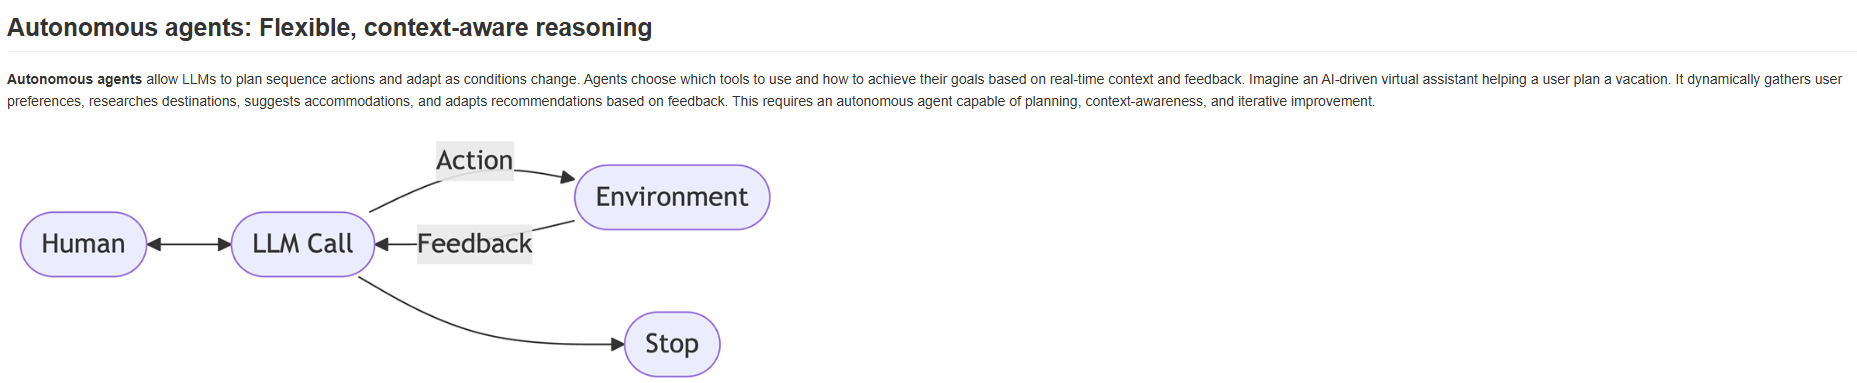 Autonomous agents: Flexible, context-aware reasoning
Autonomous agents allow LLMs to plan sequence actions and adapt as conditions change. Agents choose which tools to use and how to achieve their goals based on real-time context and feedback. Imagine an AI-driven virtual assistant helping a user plan a vacation. It dynamically gathers user
preferences, researches destinations, suggests accommodations, and adapts recommendations based on feedback. This requires an autonomous agent capable of planning, context-awareness, and iterative improvement.
Action
Environment
Human
LLM Call
Feedback
Stop